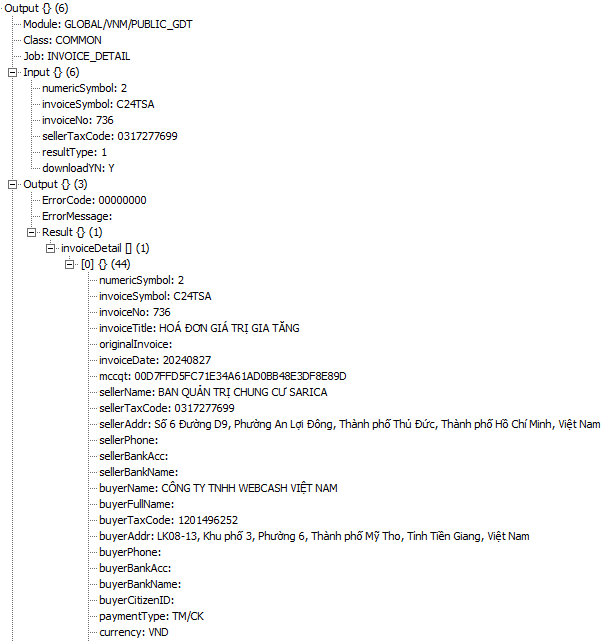 Output {} (6)
Module: GLOBAL/VNM/PUBLIC_GDT
Class: COMMON
Job: INVOICE_DETAIL
Input {} (6)
numericSymbol: 2
invoiceSymbol: C24TSA
invoiceNo: 736
sellerTaxCode: 0317277699
resultType: 1
downloadYN: Y
Output {} (3)
ErrorCode: 00000000
ErrorMessage:
Result {} (1)
invoiceDetail [] (1)
[0] {} (44)
numericSymbol: 2
invoiceSymbol: C24TSA
invoiceNo: 736
invoiceTitle: HOÁ ĐƠN GIÁ TRỊ GIA TĂNG
originalInvoice:
invoiceDate: 20240827
mccqt: 00D7FFD5FC71E34A61AD0BB48E3DF8E89D
sellerName: BAN QUẢN TRỊ CHUNG CƯ SARICA
sellerTaxCode: 0317277699
sellerAddr: Số 6 Đường D9, Phường An Lợi Đông, Thành phố Thủ Đức, Thành phố Hồ Chí Minh, Việt Nam
sellerPhone:
sellerBankAcc:
sellerBankName:
buyerName: CÔNG TY TNHH WEBCASH VIỆT NAM
buyerFullName:
buyerTaxCode: 1201496252
buyerAddr: LK08-13, Khu phố 3, Phường 6, Thành phố Mỹ Tho, Tỉnh Tiền Giang, Việt Nam
buyerPhone:
buyerBankAcc:
buyerBankName:
buyerCitizenID:
paymentType: TM/CK
currency: VND